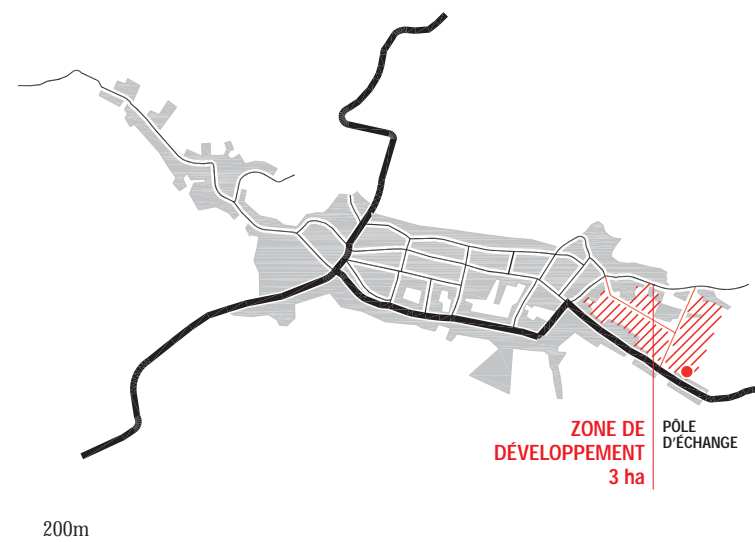 ZONE DE
DÉVELOPPEMENT
3 ha
PÔLE
D'ÉCHANGE
200m